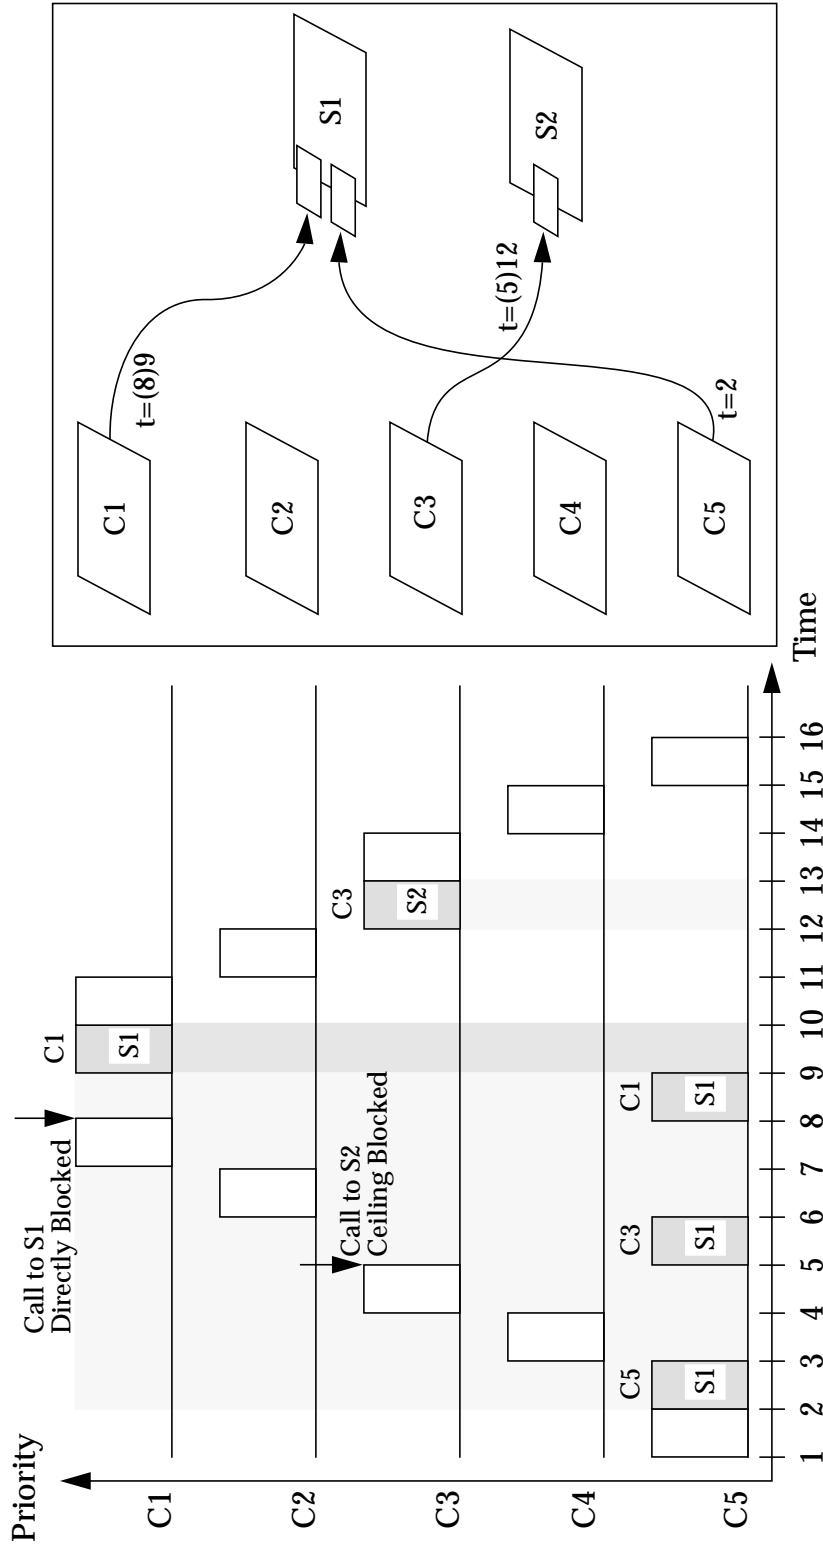 Priority
Call to S1
Directly Blocked
C1
S1
C1
C2
Call to S2
Ceiling Blocked
C3
S2
C3
C4
C5
S1
C3
S1
C1
S1
C5
1 2 3 4 5 6 7 8 9 10 11 12 13 14 15 16
Time
C1
C2
C3
C4
C5
t=(8)9
t=(5)12
t=2
S1
S2